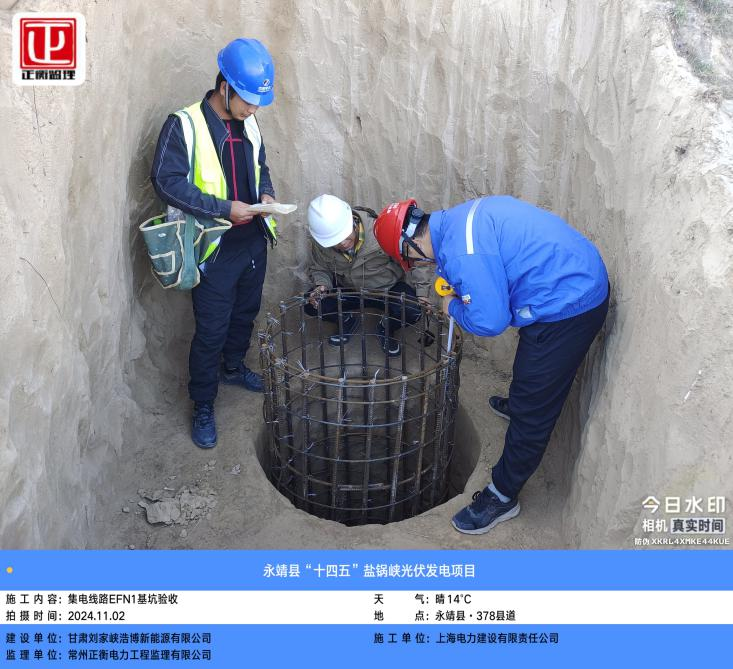 正衡监理
今日水印
相机 真实时间
防伪 XKRL4XMKE44KUE
永靖县“十四五”盐锅峡光伏发电项目
施工内容：集电线路EFN1基坑验收
天 气：晴 14℃
拍摄时间：2024.11.02
地 点：永靖县·378县道
建设单位：甘肃刘家峡浩博新能源有限公司
施工单位：上海电力建设有限责任公司
监理单位：常州正衡电力工程监理有限公司